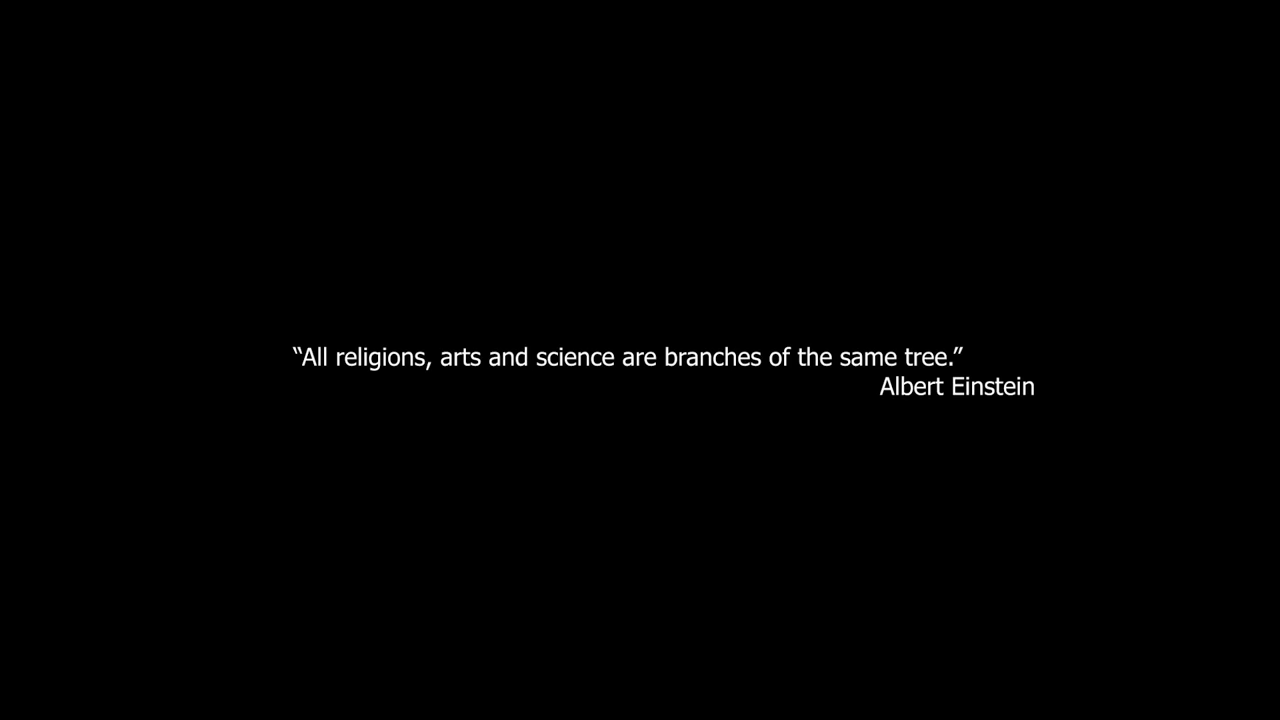 “All religions, arts and science are branches of the same tree.”
Albert Einstein